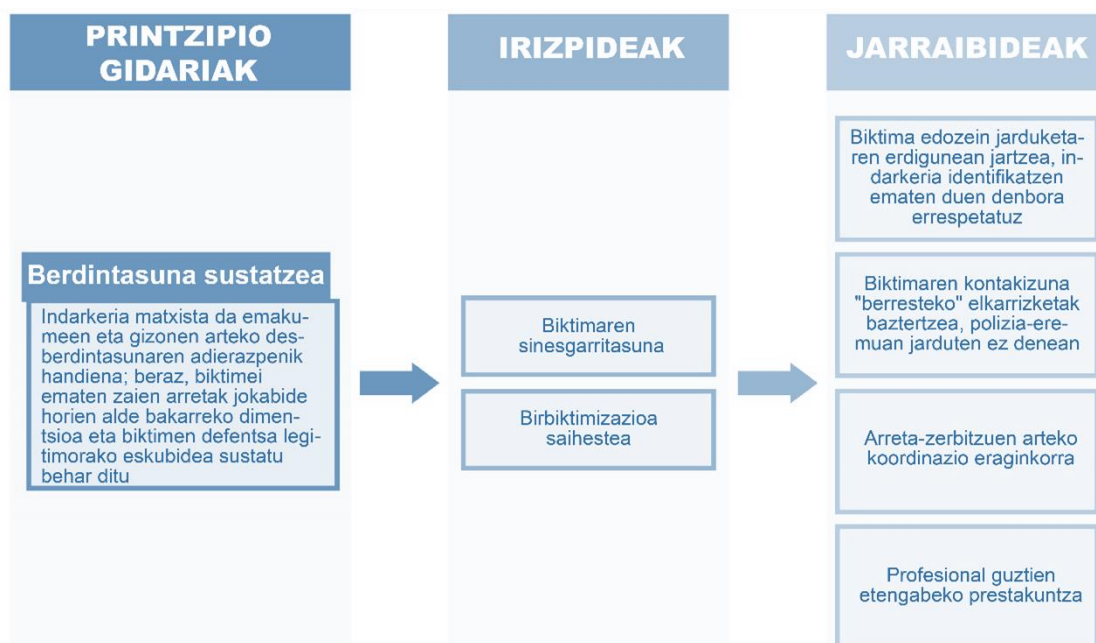 PRINTZIPIO
GIDARIAK
Berdintasuna sustatzea
Indarkeria matxista da emaku-
meen eta gizonen arteko des-
berdintasunaren adierazpenik
handiena; beraz, biktimei
ematen zaien arretak jokabide
horien alde bakarreko dimen-
tsioa eta biktimen defentsa legi-
timorako eskubidea sustatu
behar ditu
IRIZPIDEAK
Biktimaren
sinesgarritasuna
Birbiktimizazioa
saihestea
JARRAIBIDEAK
Biktima edozein jarduketa-
ren erdigunean jartzea, in-
darkeria identifikatzen
ematen duen denbora
errespetatuz
Biktimaren kontakizuna
"berresteko" elkarrizketak
baztertzea, polizia-ere-
muan jarduten ez denean
Arreta-zerbitzuen arteko
koordinazio eraginkorra
Profesional guztien
etengabeko prestakuntza